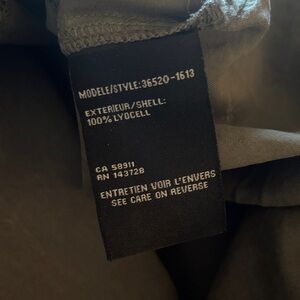 MODELE/STYLE: 36520-1613
EXTERIEUR/SHELL:
100% LYOCELL
CA 58911
RN 143728
ENTRETIEN VOIR L'ENVERS
SEE CARE ON REVERSE